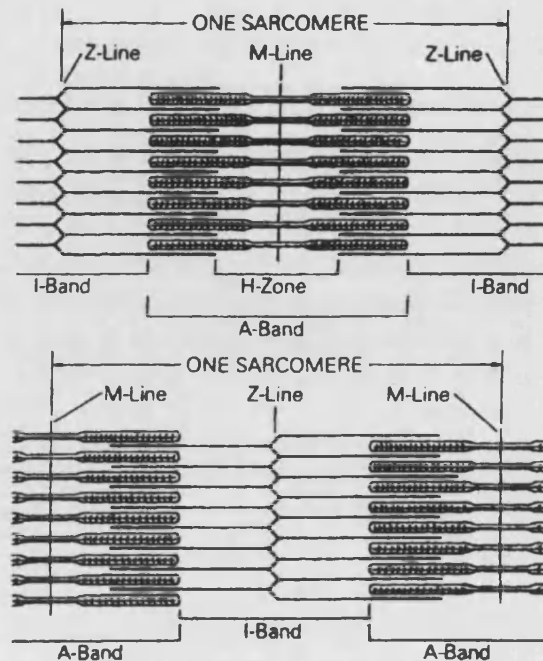 ONE SARCOMERE
Z-Line M-Line Z-Line
I-Band H-Zone I-Band
A-Band
ONE SARCOMERE
M-Line Z-Line M-Line
I-Band
A-Band A-Band